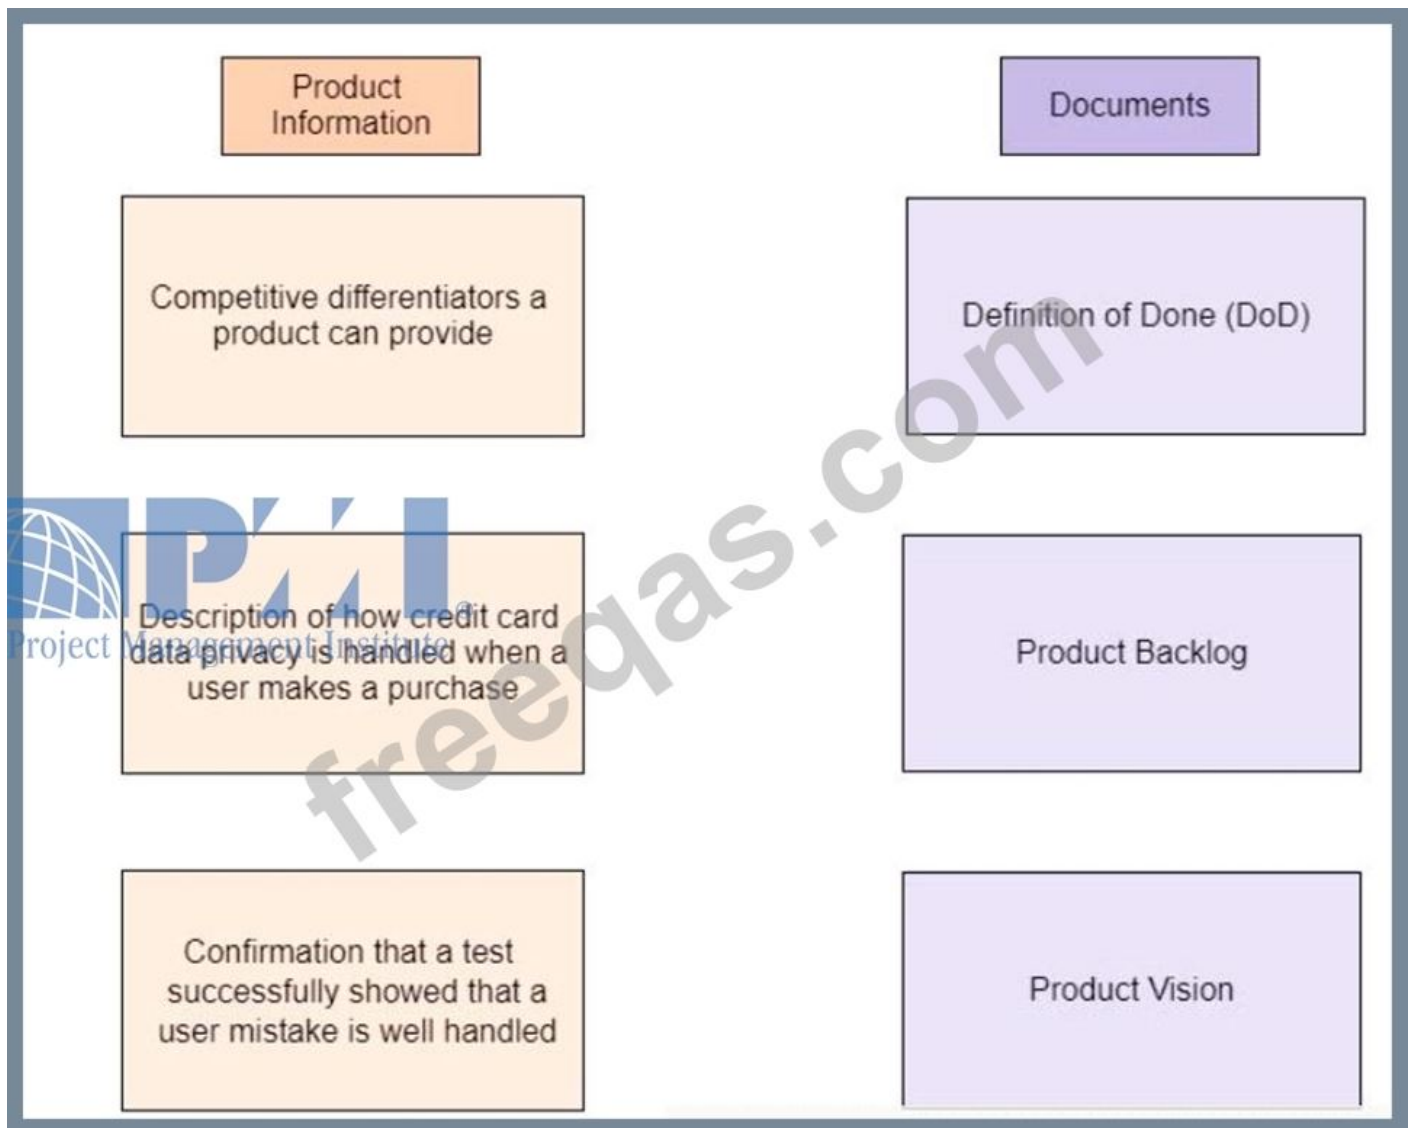 Product
Information
Documents
Competitive differentiators a
product can provide
Definition of Done (DoD)
PMI
®
Project Management Institute
Description of how credit card
data privacy is handled when a
user makes a purchase
Product Backlog
freeqas.com
Confirmation that a test
successfully showed that a
user mistake is well handled
Product Vision